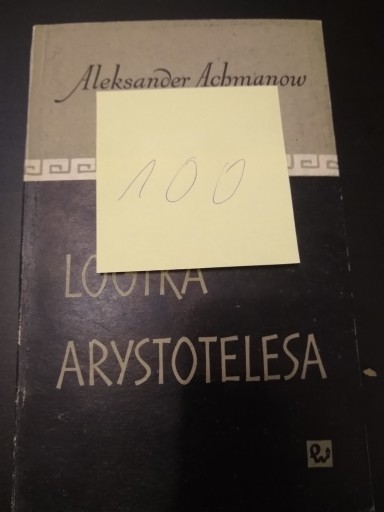 Aleksander Achmanow
100
LOGIKA
ARYSTOTELESA